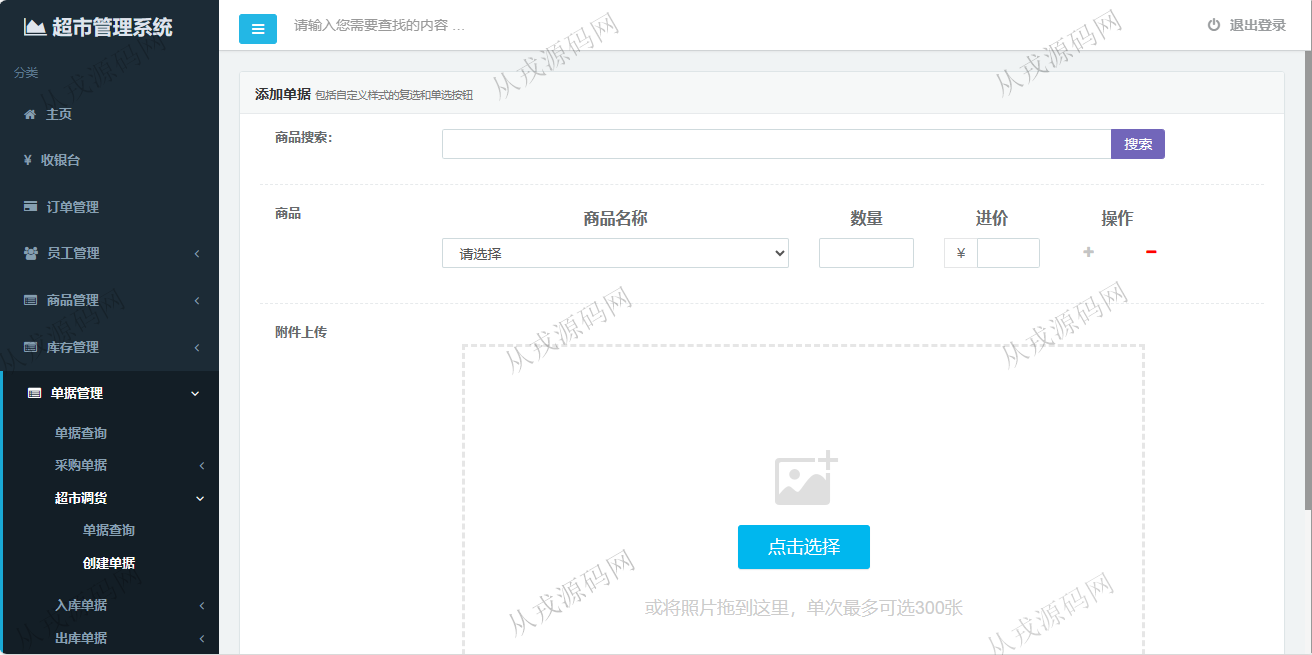 超市管理系统
请输入您需要查找的内容 ...
退出登录
分类
主页
¥ 收银台
订单管理
员工管理
商品管理
库存管理
单据管理
单据查询
采购单据
超市调货
单据查询
创建单据
入库单据
出库单据
添加单据 包括自定义样式的复选和单选按钮
商品搜索:
搜索
商品
商品名称
数量
进价
操作
请选择
¥
附件上传
点击选择
或将照片拖到这里，单次最多可选300张
从戎源码网
从戎源码网
从戎源码网
从戎源码网
从戎源码网
从戎源码网
从戎源码网
从戎源码网
从戎源码网